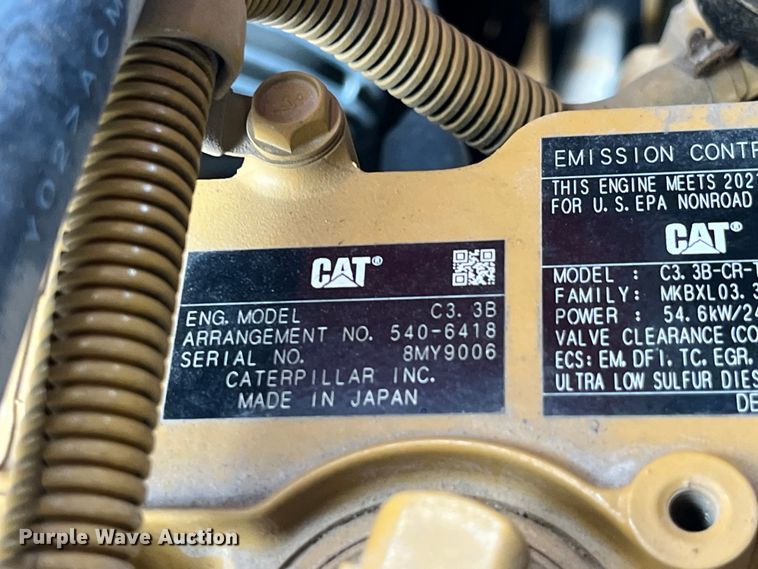 CAT®
ENG. MODEL C3.3B
ARRANGEMENT NO. 540-6418
SERIAL NO. 8MY9006
CATERPILLAR INC.
MADE IN JAPAN
EMISSION CONTR
THIS ENGINE MEETS 202
FOR U.S. EPA NONROAD
CAT®
MODEL : C3.3B-CR-T
FAMILY: MKBXL03.3
POWER : 54.6kW/24
VALVE CLEARANCE (CO
ECS: EM. DFI. TC. EGR.
ULTRA LOW SULFUR DIES
DE
Purple Wave Auction